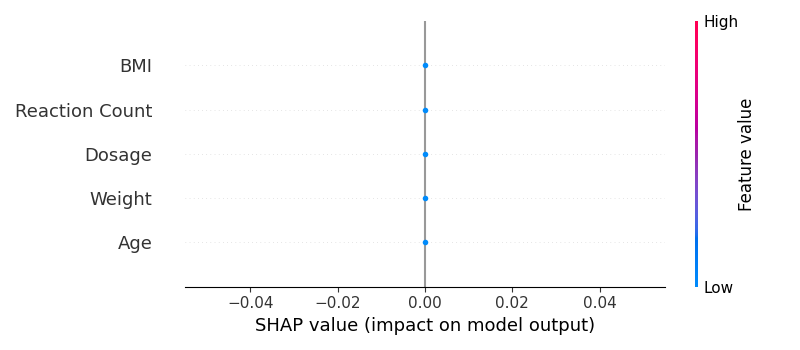 High
BMI
Reaction Count
Dosage
Weight
Age
Feature value
Low
−0.04 −0.02 0.00 0.02 0.04
SHAP value (impact on model output)